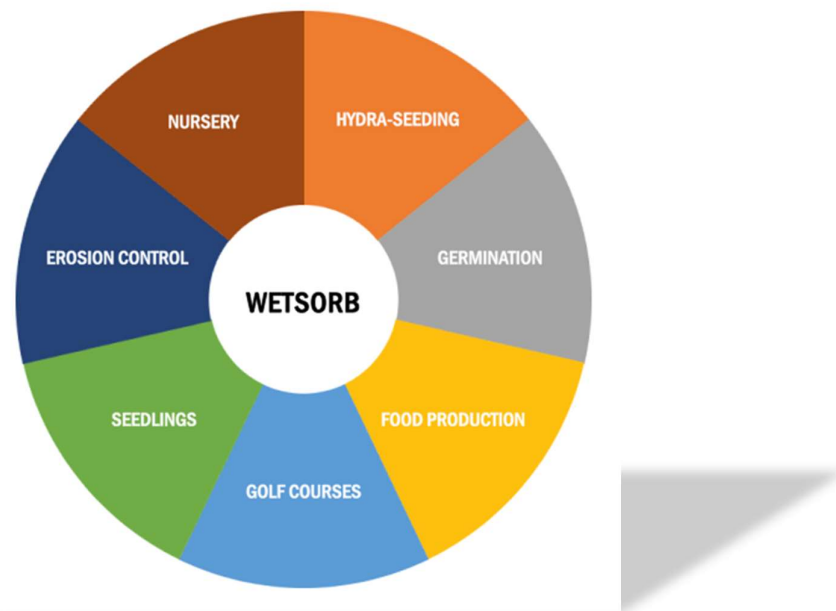 NURSERY
HYDRA-SEEDING
EROSION CONTROL
GERMINATION
WETSORB
SEEDLINGS
FOOD PRODUCTION
GOLF COURSES